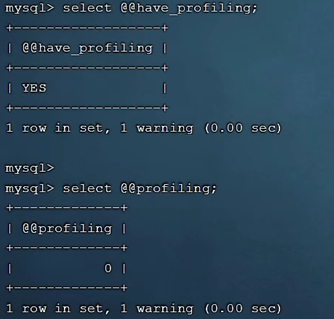 mysql> select @@have_profiling;
+------------------+
| @@have_profiling |
+------------------+
| YES              |
+------------------+
1 row in set, 1 warning (0.00 sec)

mysql>
mysql> select @@profiling;
+-------------+
| @@profiling |
+-------------+
|           0 |
+-------------+
1 row in set, 1 warning (0.00 sec)